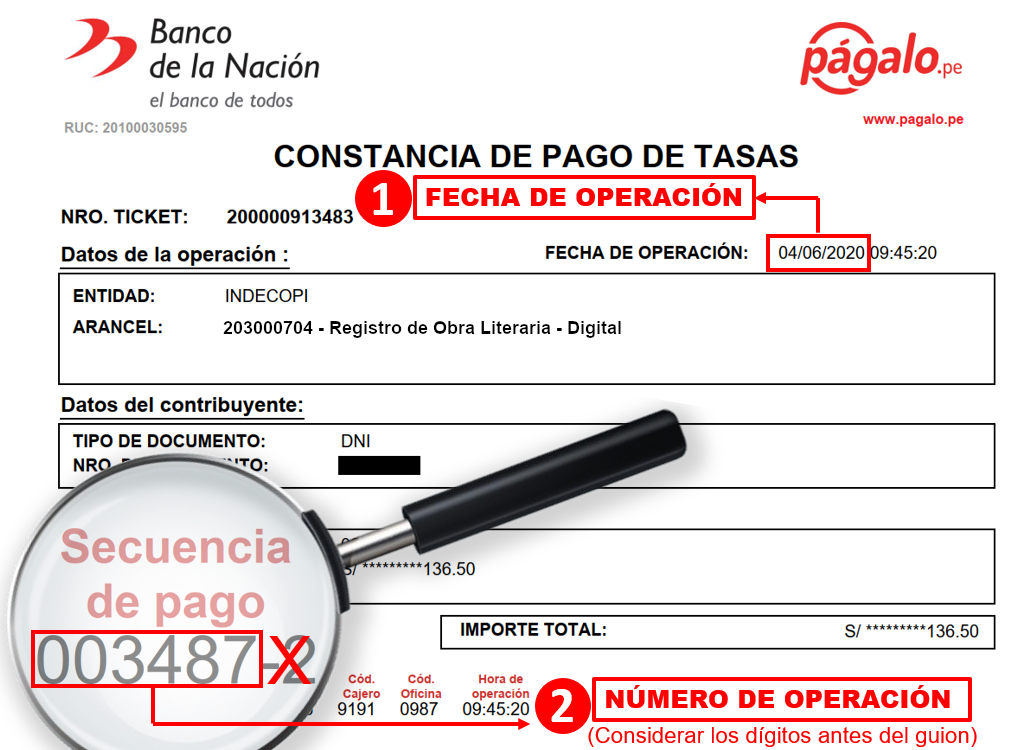 Banco
de la Nación
el banco de todos
RUC: 20100030595
págalo.pe
www.pagalo.pe
CONSTANCIA DE PAGO DE TASAS
1 FECHA DE OPERACIÓN
NRO. TICKET: 200000913483
Datos de la operación :
FECHA DE OPERACIÓN: 04/06/2020 09:45:20
ENTIDAD: INDECOPI
ARANCEL: 203000704 - Registro de Obra Literaria - Digital
Datos del contribuyente:
TIPO DE DOCUMENTO: DNI
Secuencia
de pago
003487-2
X
S/ *********136.50
IMPORTE TOTAL: S/ *********136.50
Cód. Cajero
9191
Cód. Oficina
0987
Hora de operación
09:45:20
2 NÚMERO DE OPERACIÓN
(Considerar los dígitos antes del guion)